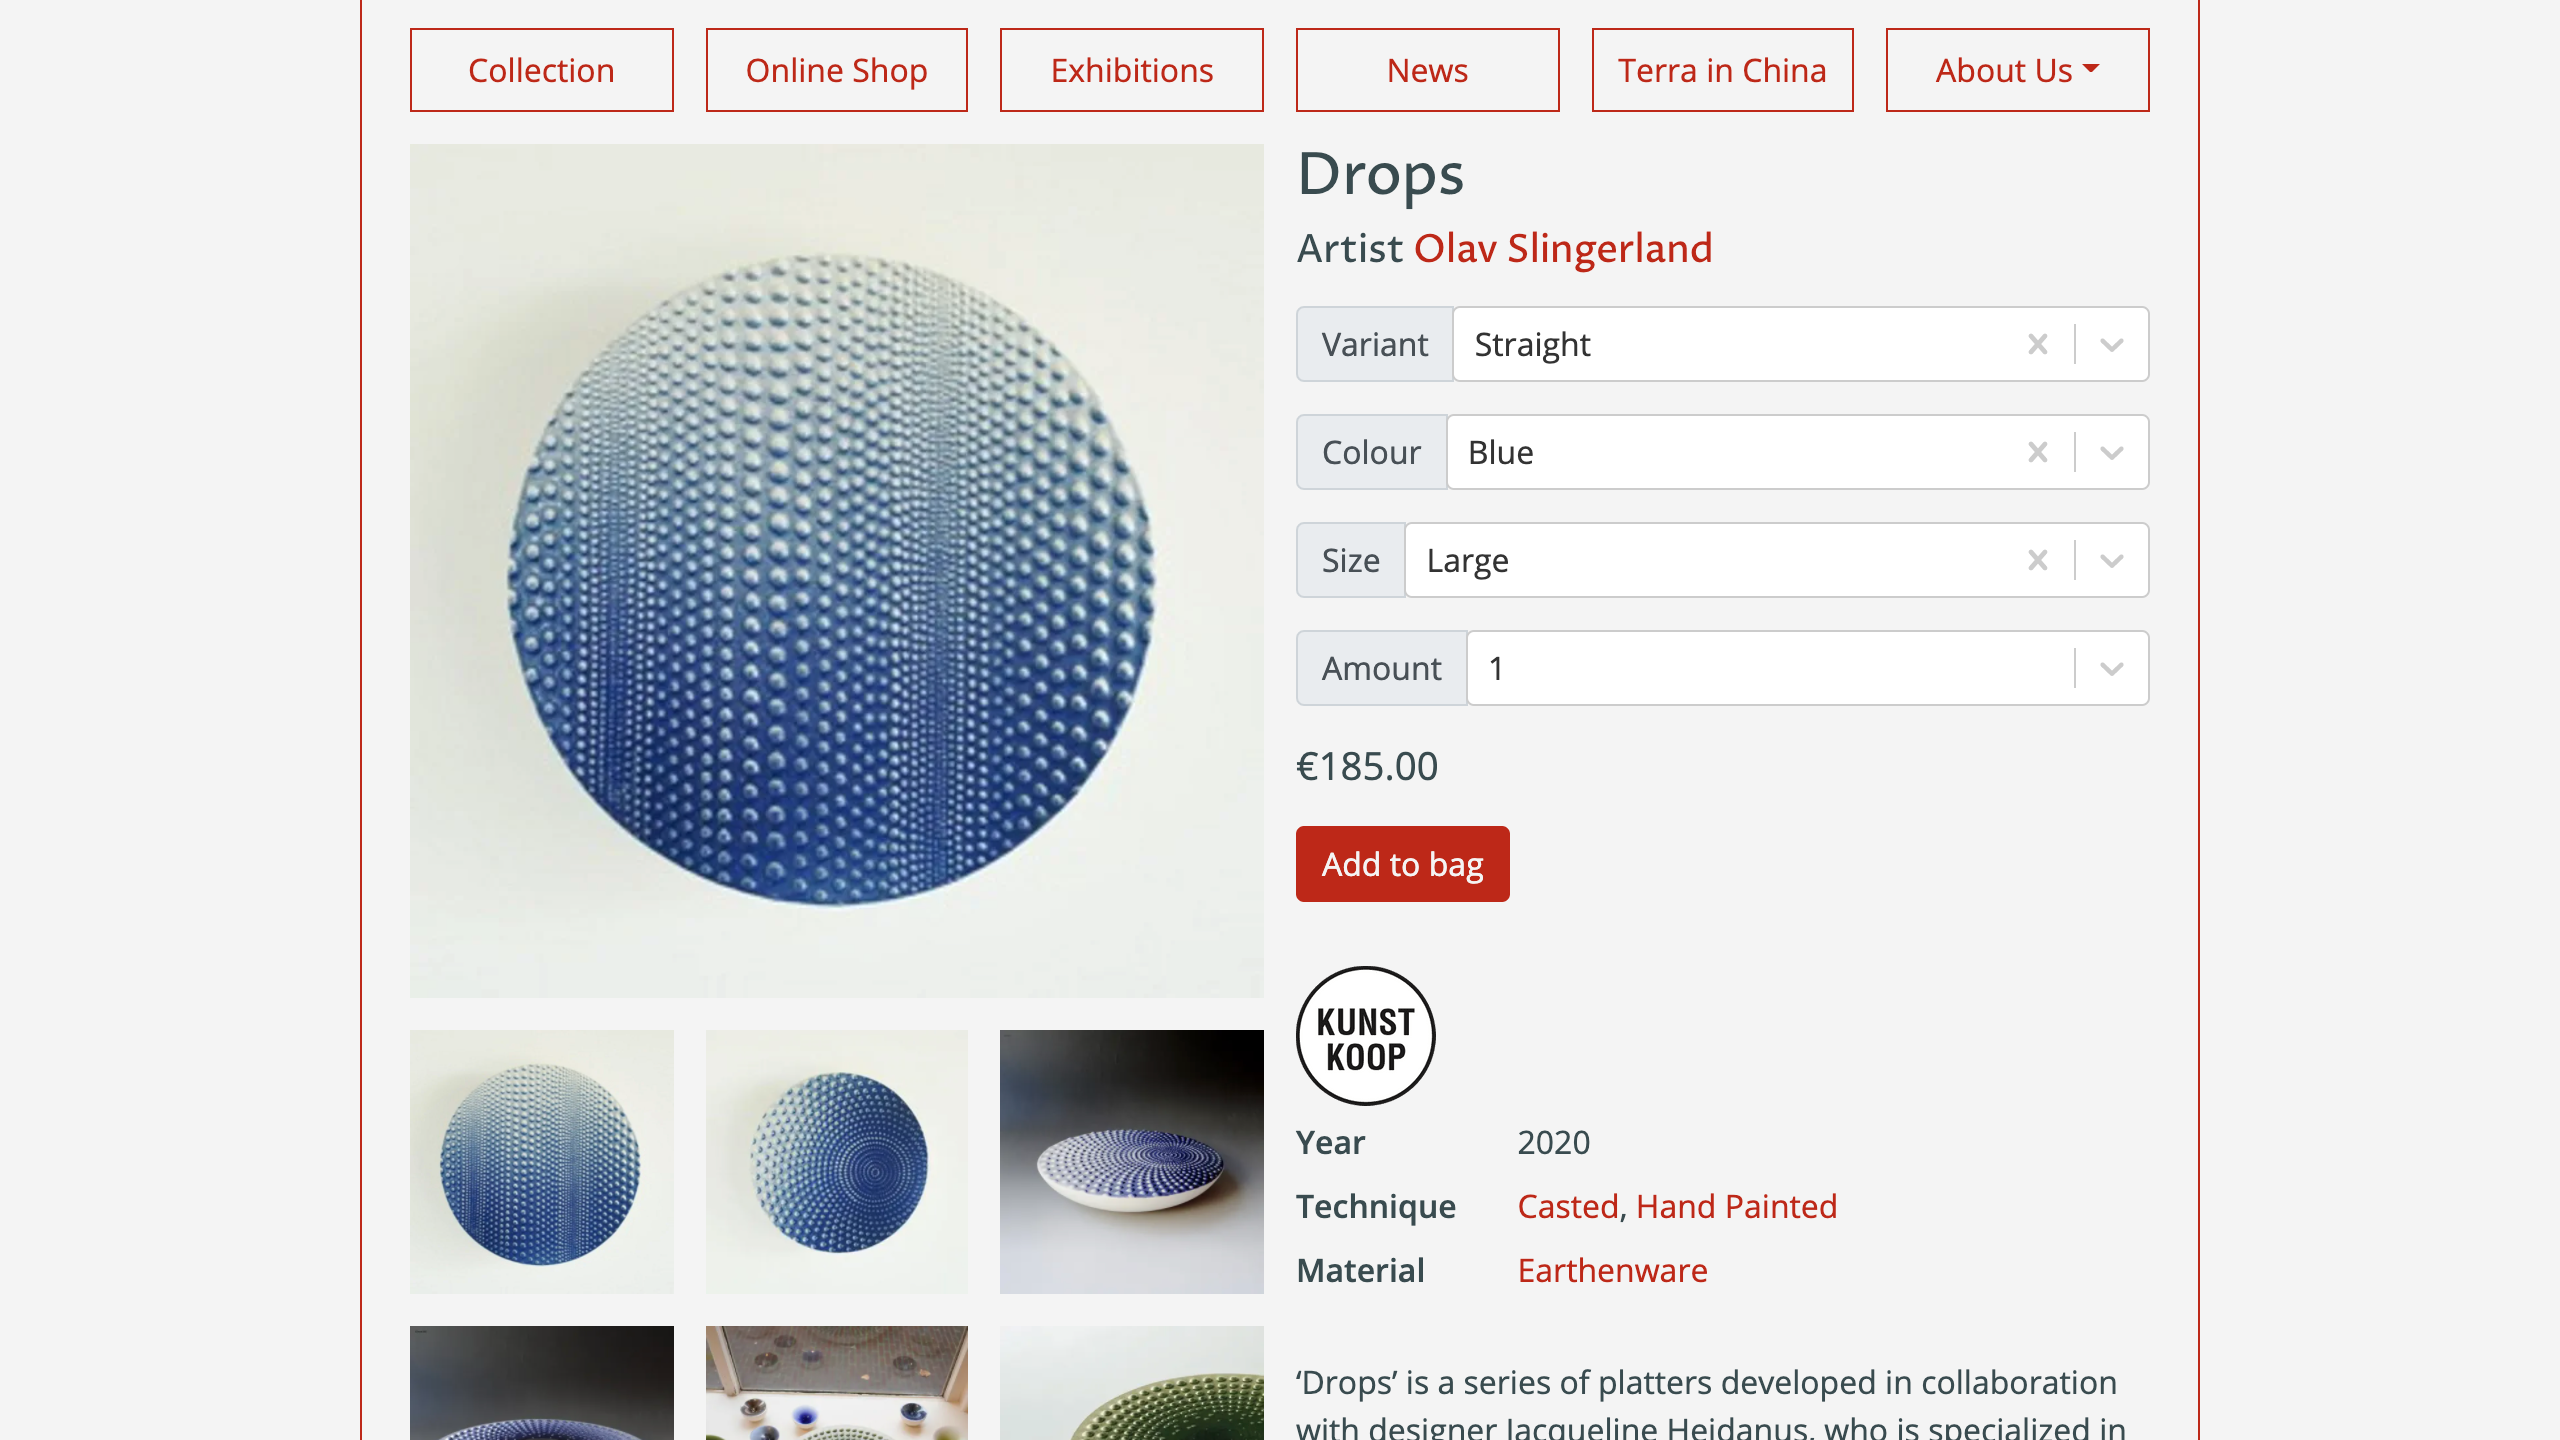 Collection
Online Shop
Exhibitions
News
Terra in China
About Us
Drops
Artist Olav Slingerland
Variant Straight
Colour Blue
Size Large
Amount 1
€185.00
Add to bag
KUNST
KOOP
Year 2020
Technique Casted, Hand Painted
Material Earthenware
‘Drops’ is a series of platters developed in collaboration
with designer Jacqueline Heidanus, who is specialized in